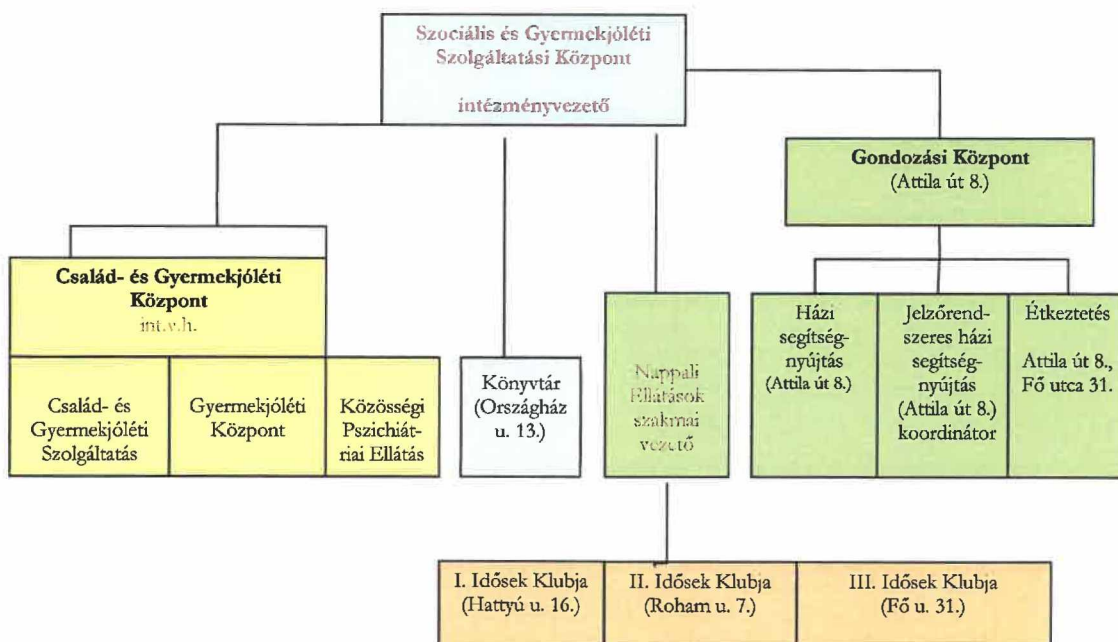 Szociális és Gyermekjóléti
Szolgáltatási Központ
intézményvezető
Gondozási Központ
(Attila út 8.)
Család- és Gyermekjóléti
Központ
int.v.h.
Család- és
Gyermekjóléti
Szolgáltatás
Gyermekjóléti
Központ
Közösségi
Pszichiát-
riai Ellátás
Könyvtár
(Országház
u. 13.)
Nappali
Ellátások
szakmai
vezető
Házi
segítség-
nyújtás
(Attila út 8.)
Jelzőrend-
szeres házi
segítség-
nyújtás
(Attila út 8.)
koordinátor
Étkeztetés
Attila út 8.,
Fő utca 31.
I. Idősek Klubja
(Hattyú u. 16.)
II. Idősek Klubja
(Roham u. 7.)
III. Idősek Klubja
(Fő u. 31.)